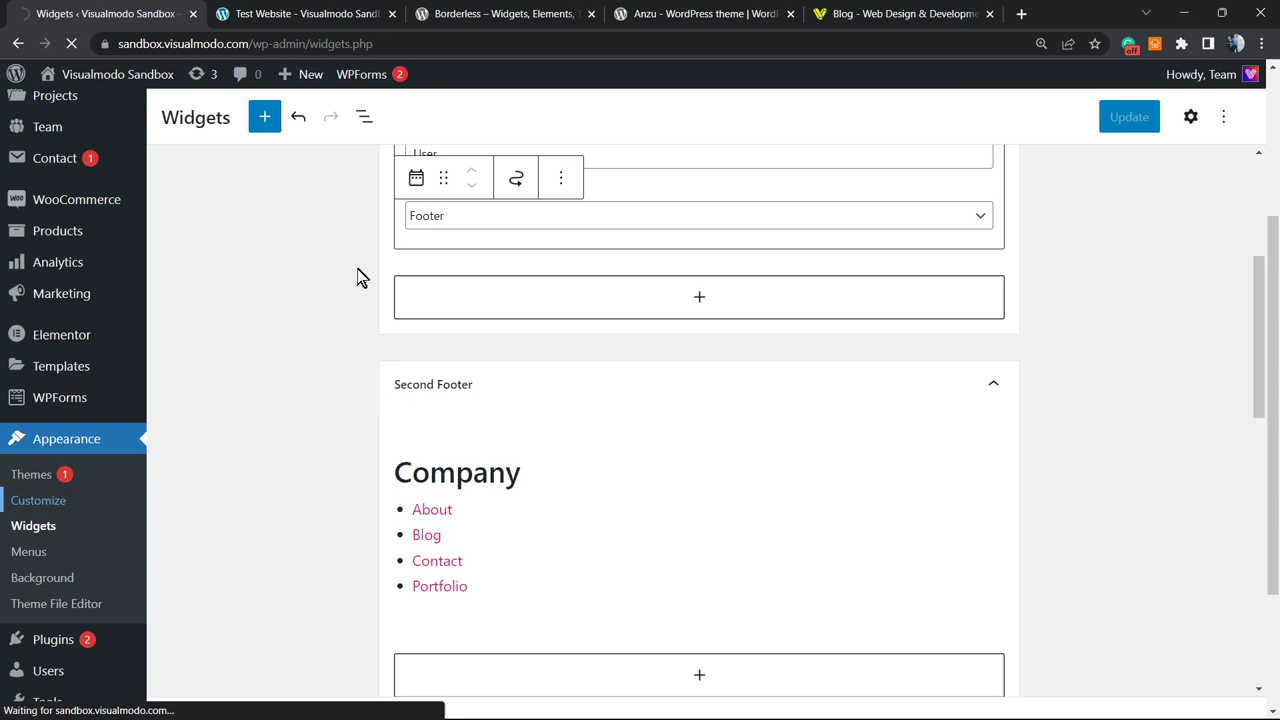 Widgets ‹ Visualmodo Sandbox –
Test Website - Visualmodo Sandb
Borderless – Widgets, Elements, T
Anzu - WordPress theme | WordP
Blog - Web Design & Developme
sandbox.visualmodo.com/wp-admin/widgets.php
off
Visualmodo Sandbox
3
0
New
WPForms 2
Howdy, Team
Projects
Team
Contact 1
WooCommerce
Products
Analytics
Marketing
Elementor
Templates
WPForms
Appearance
Themes 1
Customize
Widgets
Menus
Background
Theme File Editor
Plugins 2
Users
Tools
Widgets
Update
User
Footer
Second Footer
Company
About
Blog
Contact
Portfolio
Waiting for sandbox.visualmodo.com...